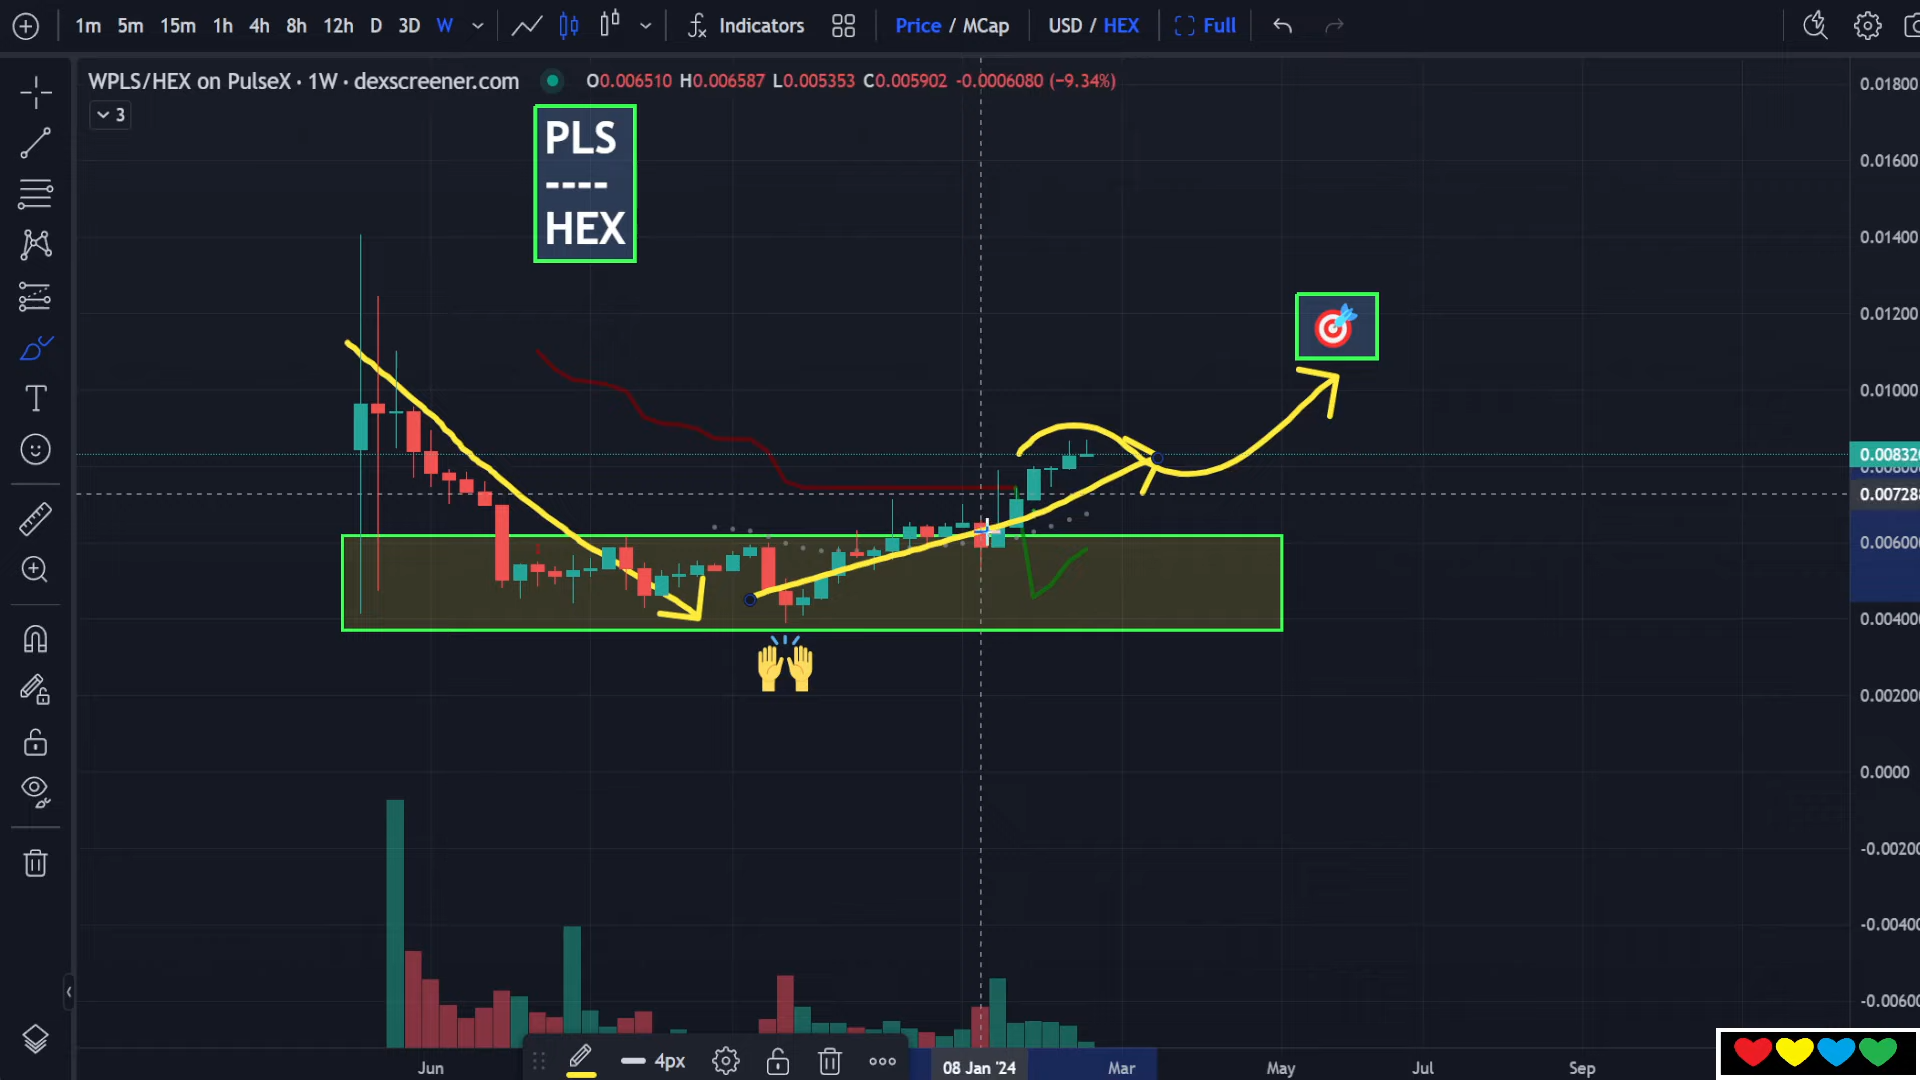 1m 5m 15m 1h 4h 8h 12h D 3D W Indicators Price / MCap USD / HEX Full
WPLS/HEX on PulseX · 1W · dexscreener.com O0.006510 H0.006587 L0.005353 C0.005902 -0.0006080 (−9.34%)
3
PLS
----
HEX
0.01800
0.01600
0.01400
0.01200
0.01000
0.00832
0.00800
0.00728
0.00600
0.00400
0.00200
0.0000
-0.00200
-0.00400
-0.00600
4px
Jun 08 Jan '24 Mar May Jul Sep